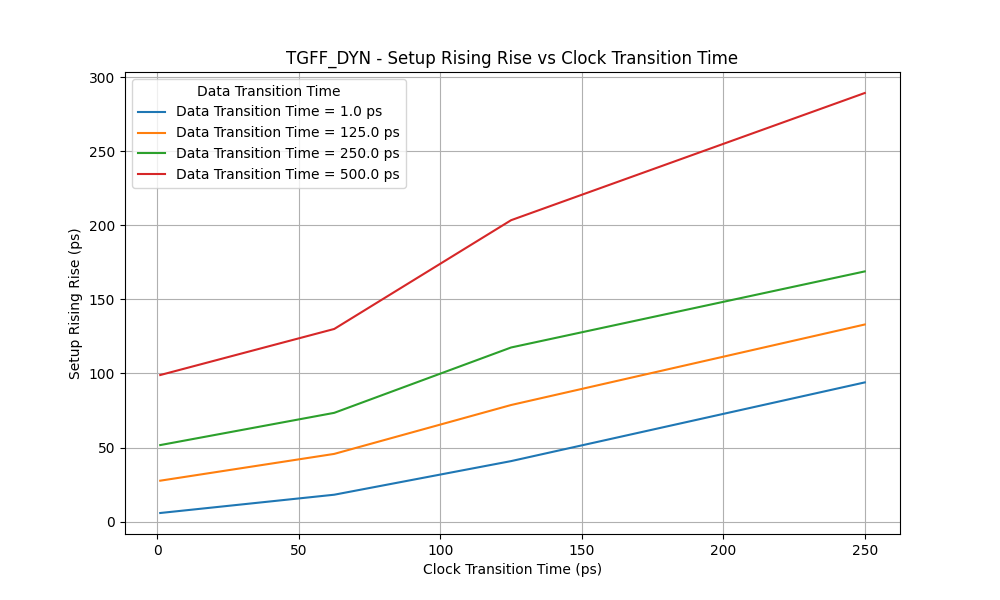 TGFF_DYN - Setup Rising Rise vs Clock Transition Time
Data Transition Time
Data Transition Time = 1.0 ps
Data Transition Time = 125.0 ps
Data Transition Time = 250.0 ps
Data Transition Time = 500.0 ps
Setup Rising Rise (ps)
300
250
200
150
100
50
0
0 50 100 150 200 250
Clock Transition Time (ps)